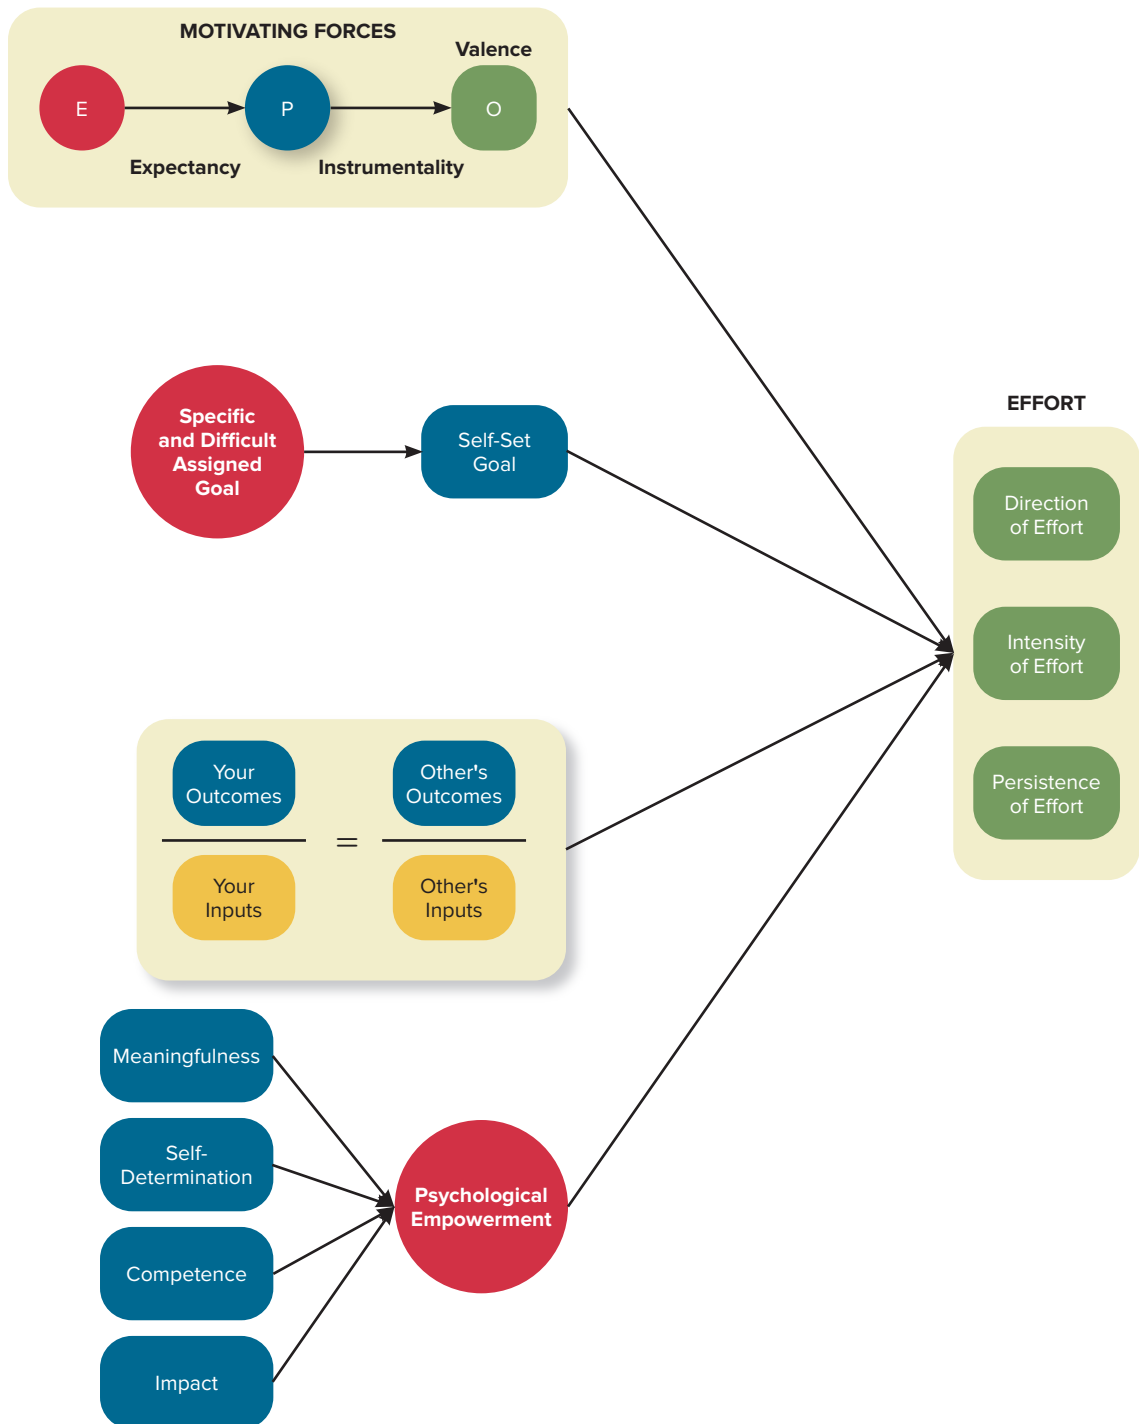 MOTIVATING FORCES
Valence
E
P
O
Expectancy
Instrumentality
Specific
and Difficult
Assigned
Goal
Self-Set
Goal
EFFORT
Direction
of Effort
Intensity
of Effort
Persistence
of Effort
Your
Outcomes
=
Other's
Outcomes
Your
Inputs
Other's
Inputs
Meaningfulness
Self-
Determination
Competence
Impact
Psychological
Empowerment